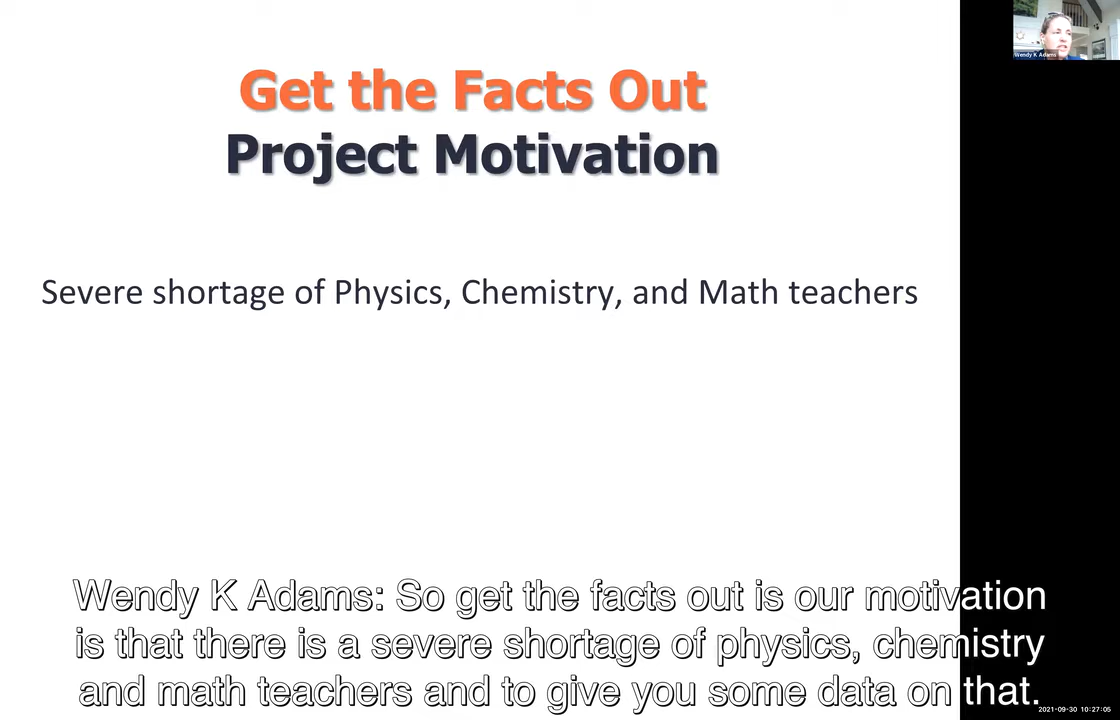 Get the Facts Out
Project Motivation
Severe shortage of Physics, Chemistry, and Math teachers
Wendy K Adams
Wendy K Adams: So get the facts out is our motivation
is that there is a severe shortage of physics, chemistry
and math teachers and to give you some data on that.
2021-09-30 10:27:05